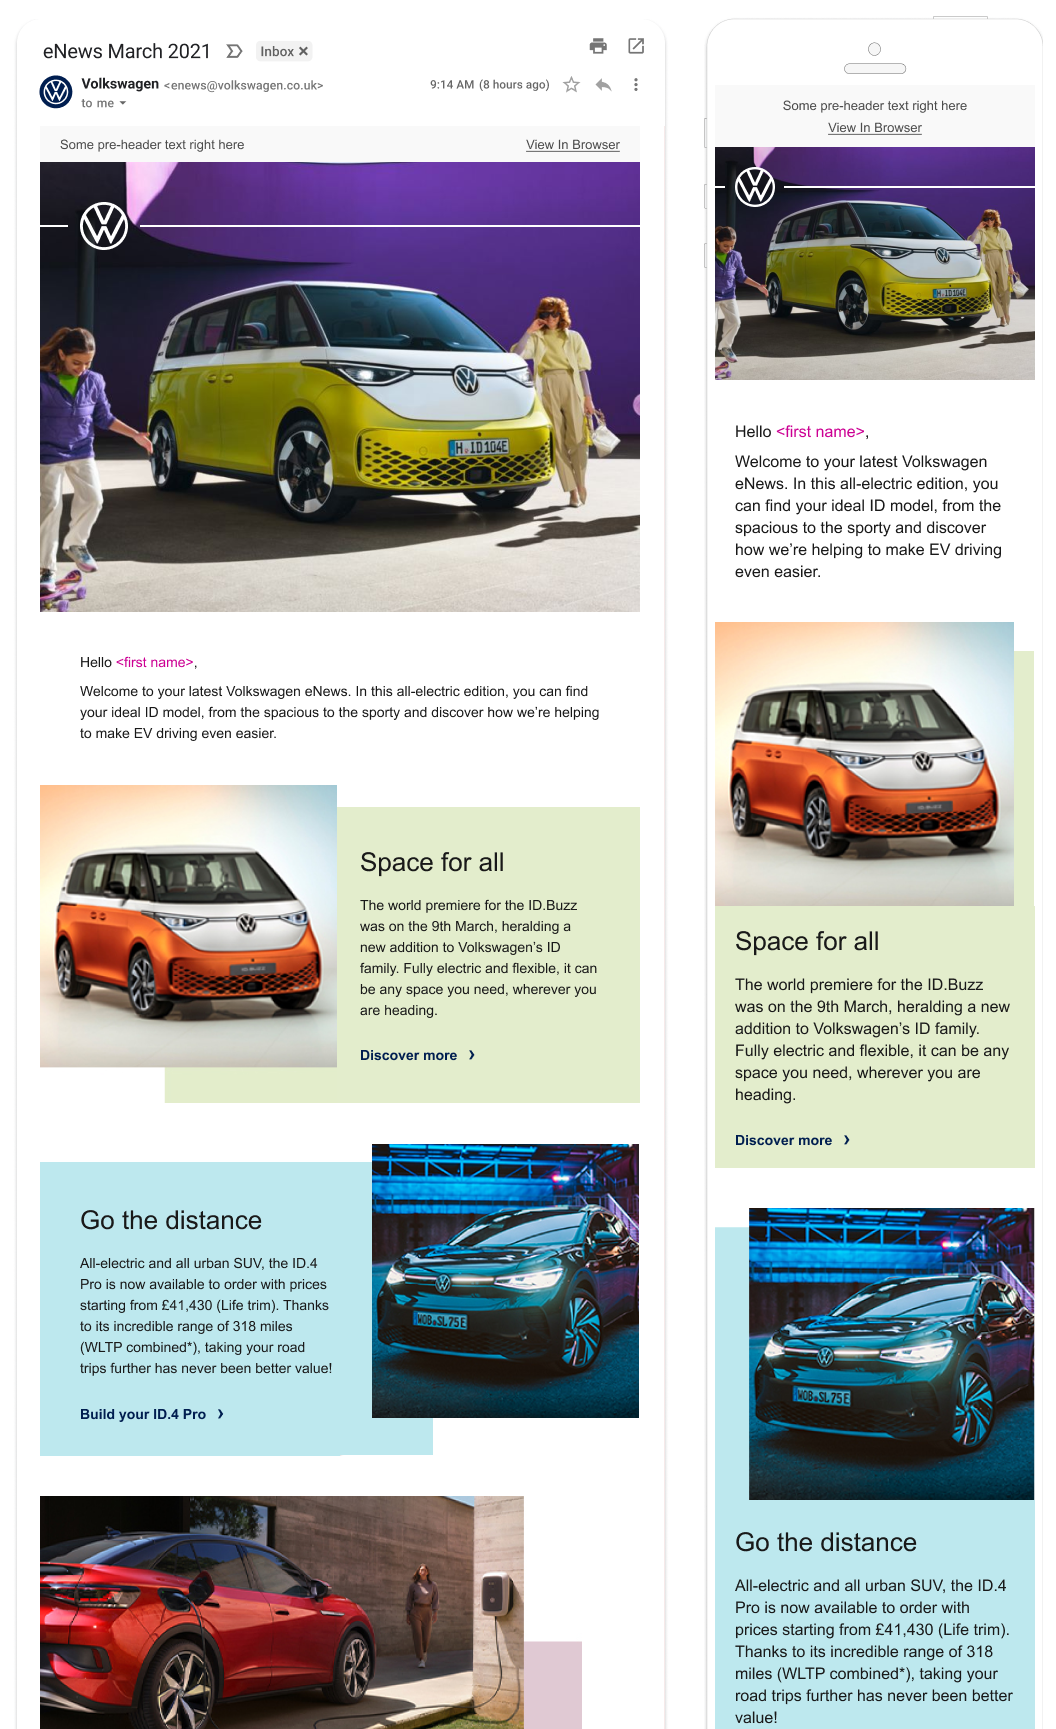 eNews March 2021
Inbox ×
Volkswagen <enews@volkswagen.co.uk>
9:14 AM (8 hours ago)
to me
Some pre-header text right here
View In Browser
H ID 104E
Hello <first name>,
Welcome to your latest Volkswagen eNews. In this all-electric edition, you can find
your ideal ID model, from the spacious to the sporty and discover how we’re helping
to make EV driving even easier.
ID. BUZZ
Space for all
The world premiere for the ID.Buzz
was on the 9th March, heralding a
new addition to Volkswagen’s ID
family. Fully electric and flexible, it can
be any space you need, wherever you
are heading.
Discover more ›
Go the distance
All-electric and all urban SUV, the ID.4
Pro is now available to order with prices
starting from £41,430 (Life trim). Thanks
to its incredible range of 318 miles
(WLTP combined*), taking your road
trips further has never been better value!
Build your ID.4 Pro ›
WOB SL 75E
Some pre-header text right here
View In Browser
H ID 104E
Hello <first name>,
Welcome to your latest Volkswagen
eNews. In this all-electric edition, you
can find your ideal ID model, from the
spacious to the sporty and discover
how we’re helping to make EV driving
even easier.
ID. BUZZ
Space for all
The world premiere for the ID.Buzz
was on the 9th March, heralding a new
addition to Volkswagen’s ID family.
Fully electric and flexible, it can be any
space you need, wherever you are
heading.
Discover more ›
WOB SL 75E
Go the distance
All-electric and all urban SUV, the ID.4
Pro is now available to order with
prices starting from £41,430 (Life trim).
Thanks to its incredible range of 318
miles (WLTP combined*), taking your
road trips further has never been better
value!